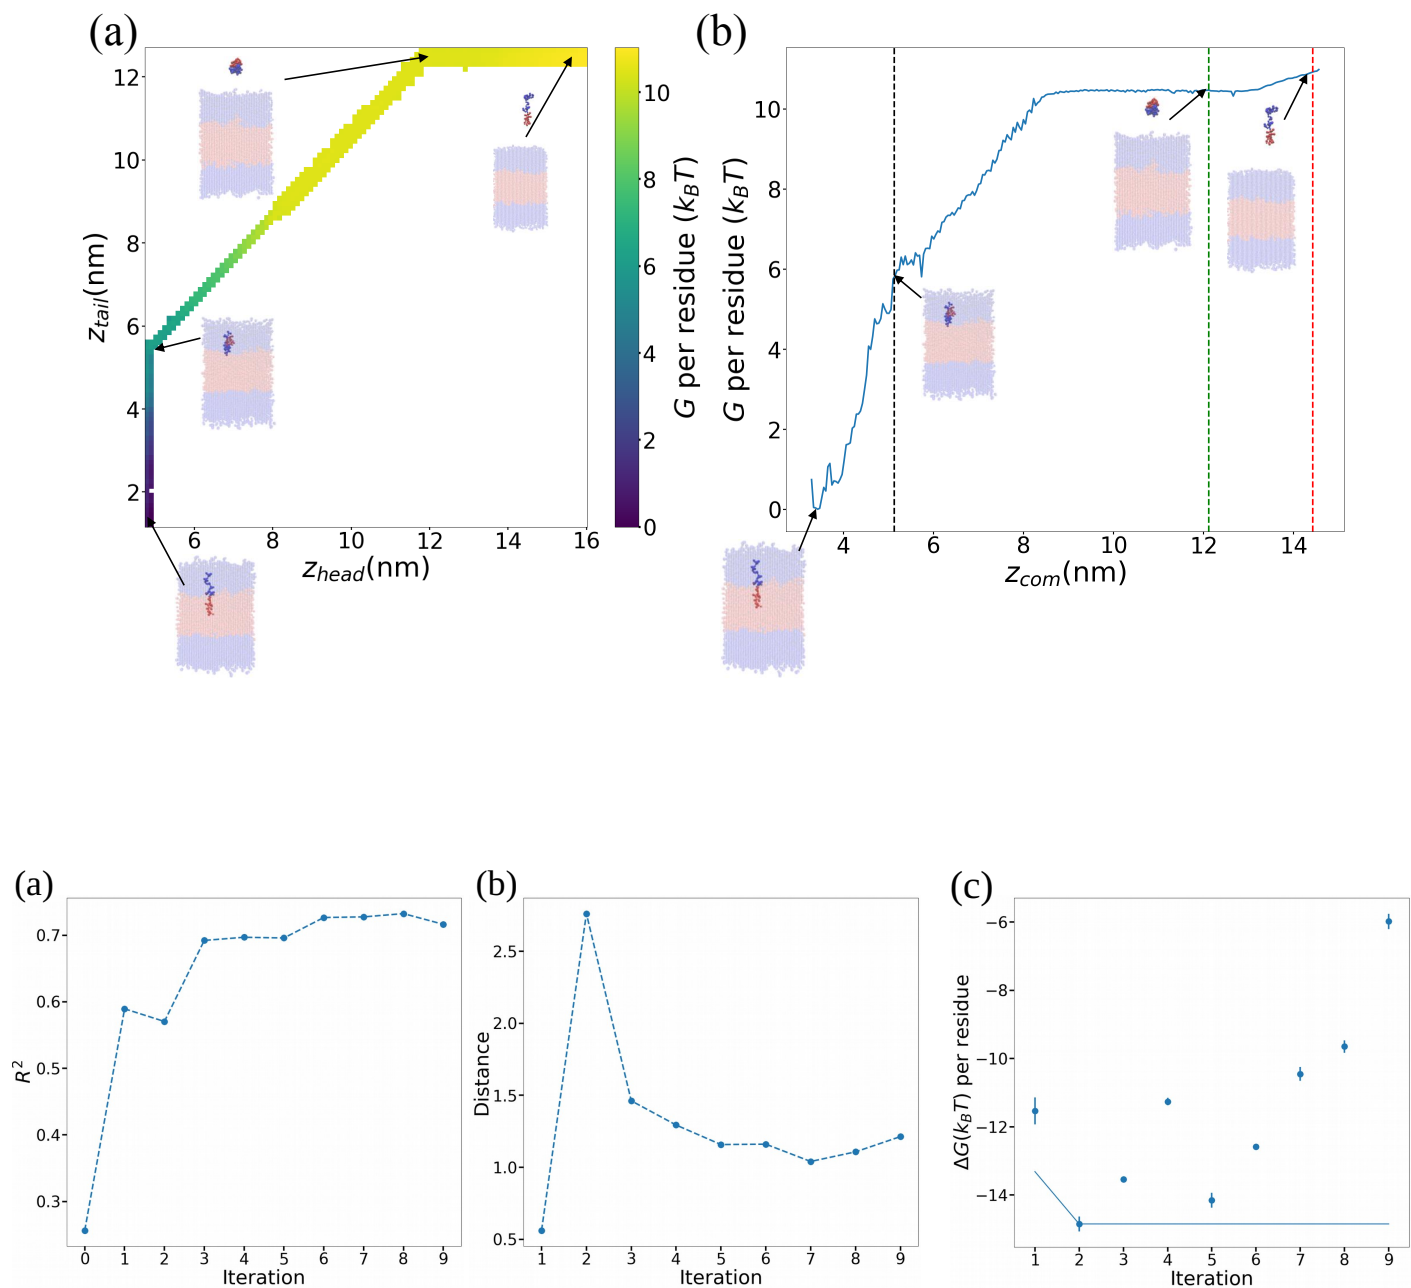 (a)
12
10
8
6
4
2
z_tail(nm)
6
8
10
12
14
16
z_head(nm)
10
8
6
4
2
0
G per residue (k_BT)
(b)
10
8
6
4
2
0
G per residue (k_BT)
4
6
8
10
12
14
z_com(nm)
(a)
0.7
0.6
0.5
0.4
0.3
R²
0 1 2 3 4 5 6 7 8 9
Iteration
(b)
2.5
2.0
1.5
1.0
0.5
Distance
1 2 3 4 5 6 7 8 9
Iteration
(c)
−6
−8
−10
−12
−14
ΔG(k_BT) per residue
1 2 3 4 5 6 7 8 9
Iteration